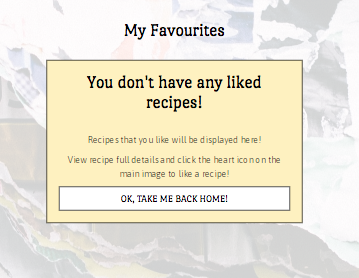 My Favourites
You don't have any liked
recipes!
Recipes that you like will be displayed here!
View recipe full details and click the heart icon on the
main image to like a recipe!
OK, TAKE ME BACK HOME!